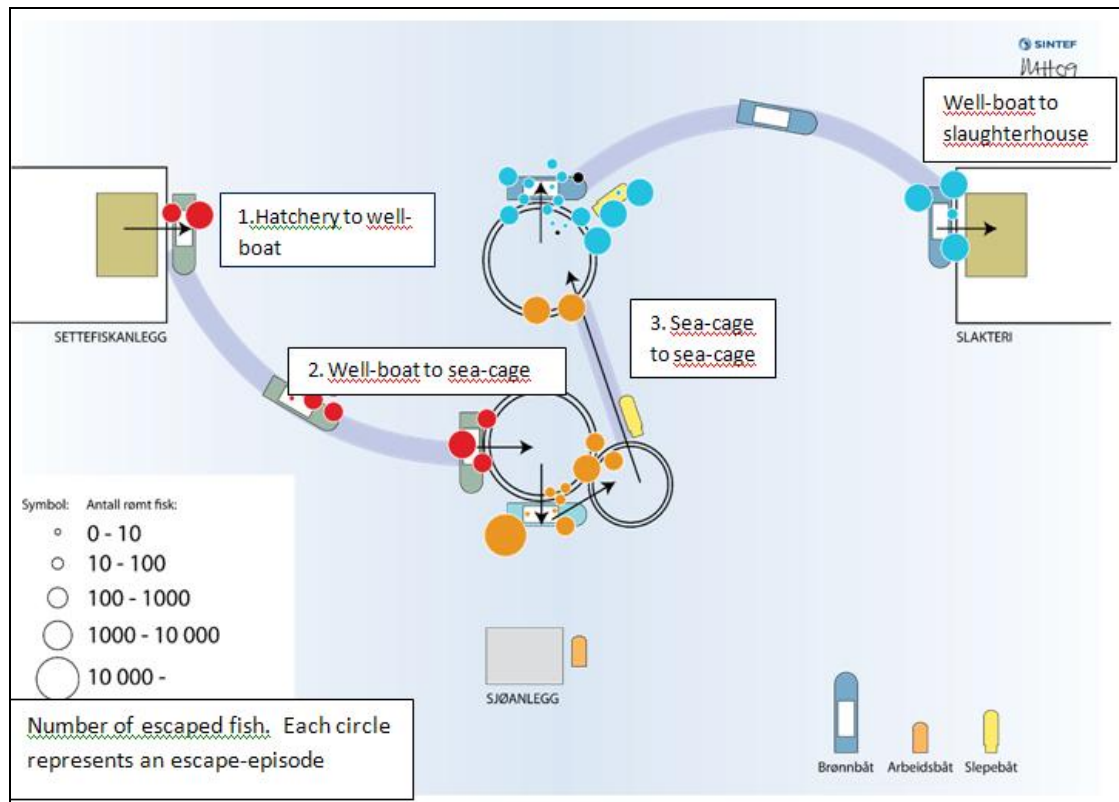 SINTEF
MH09
Well-boat to
slaughterhouse
1.Hatchery to well-
boat
SETTEFISKANLEGG
3. Sea-cage
to sea-cage
SLAKTERI
2. Well-boat to sea-cage
Symbol: Antall rømt fisk:
0 - 10
10 - 100
100 - 1000
1000 - 10 000
10 000 -
SJØANLEGG
Number of escaped fish. Each circle
represents an escape-episode
Brønnbåt Arbeidsbåt Slepebåt